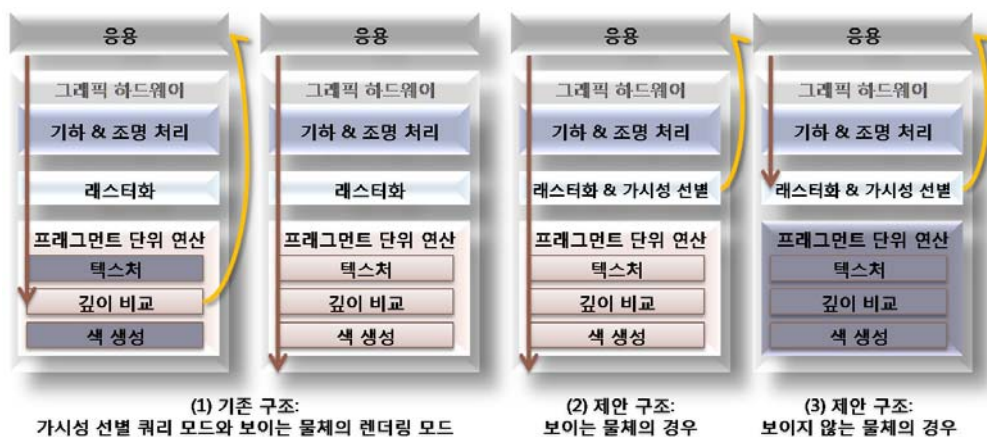 응용
그래픽 하드웨어
기하 & 조명 처리
래스터화
프래그먼트 단위 연산
텍스처
깊이 비교
색 생성
응용
그래픽 하드웨어
기하 & 조명 처리
래스터화
프래그먼트 단위 연산
텍스처
깊이 비교
색 생성
(1) 기존 구조:
가시성 선별 쿼리 모드와 보이는 물체의 렌더링 모드
응용
그래픽 하드웨어
기하 & 조명 처리
래스터화 & 가시성 선별
프래그먼트 단위 연산
텍스처
깊이 비교
색 생성
(2) 제안 구조:
보이는 물체의 경우
응용
그래픽 하드웨어
기하 & 조명 처리
래스터화 & 가시성 선별
프래그먼트 단위 연산
텍스처
깊이 비교
색 생성
(3) 제안 구조:
보이지 않는 물체의 경우